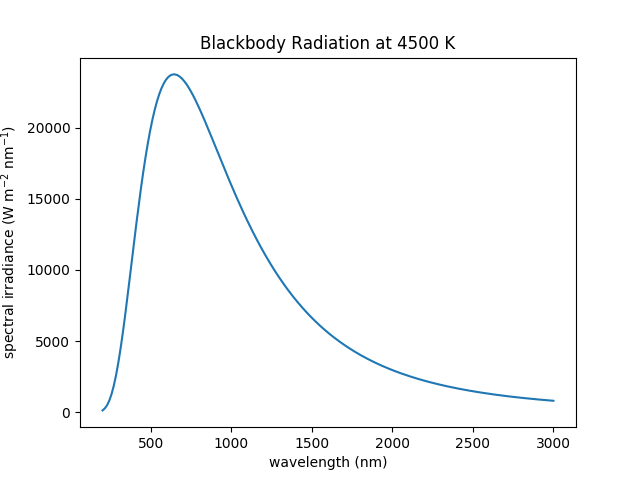 Blackbody Radiation at 4500 K
spectral irradiance (W m⁻² nm⁻¹)
20000
15000
10000
5000
0
500 1000 1500 2000 2500 3000
wavelength (nm)